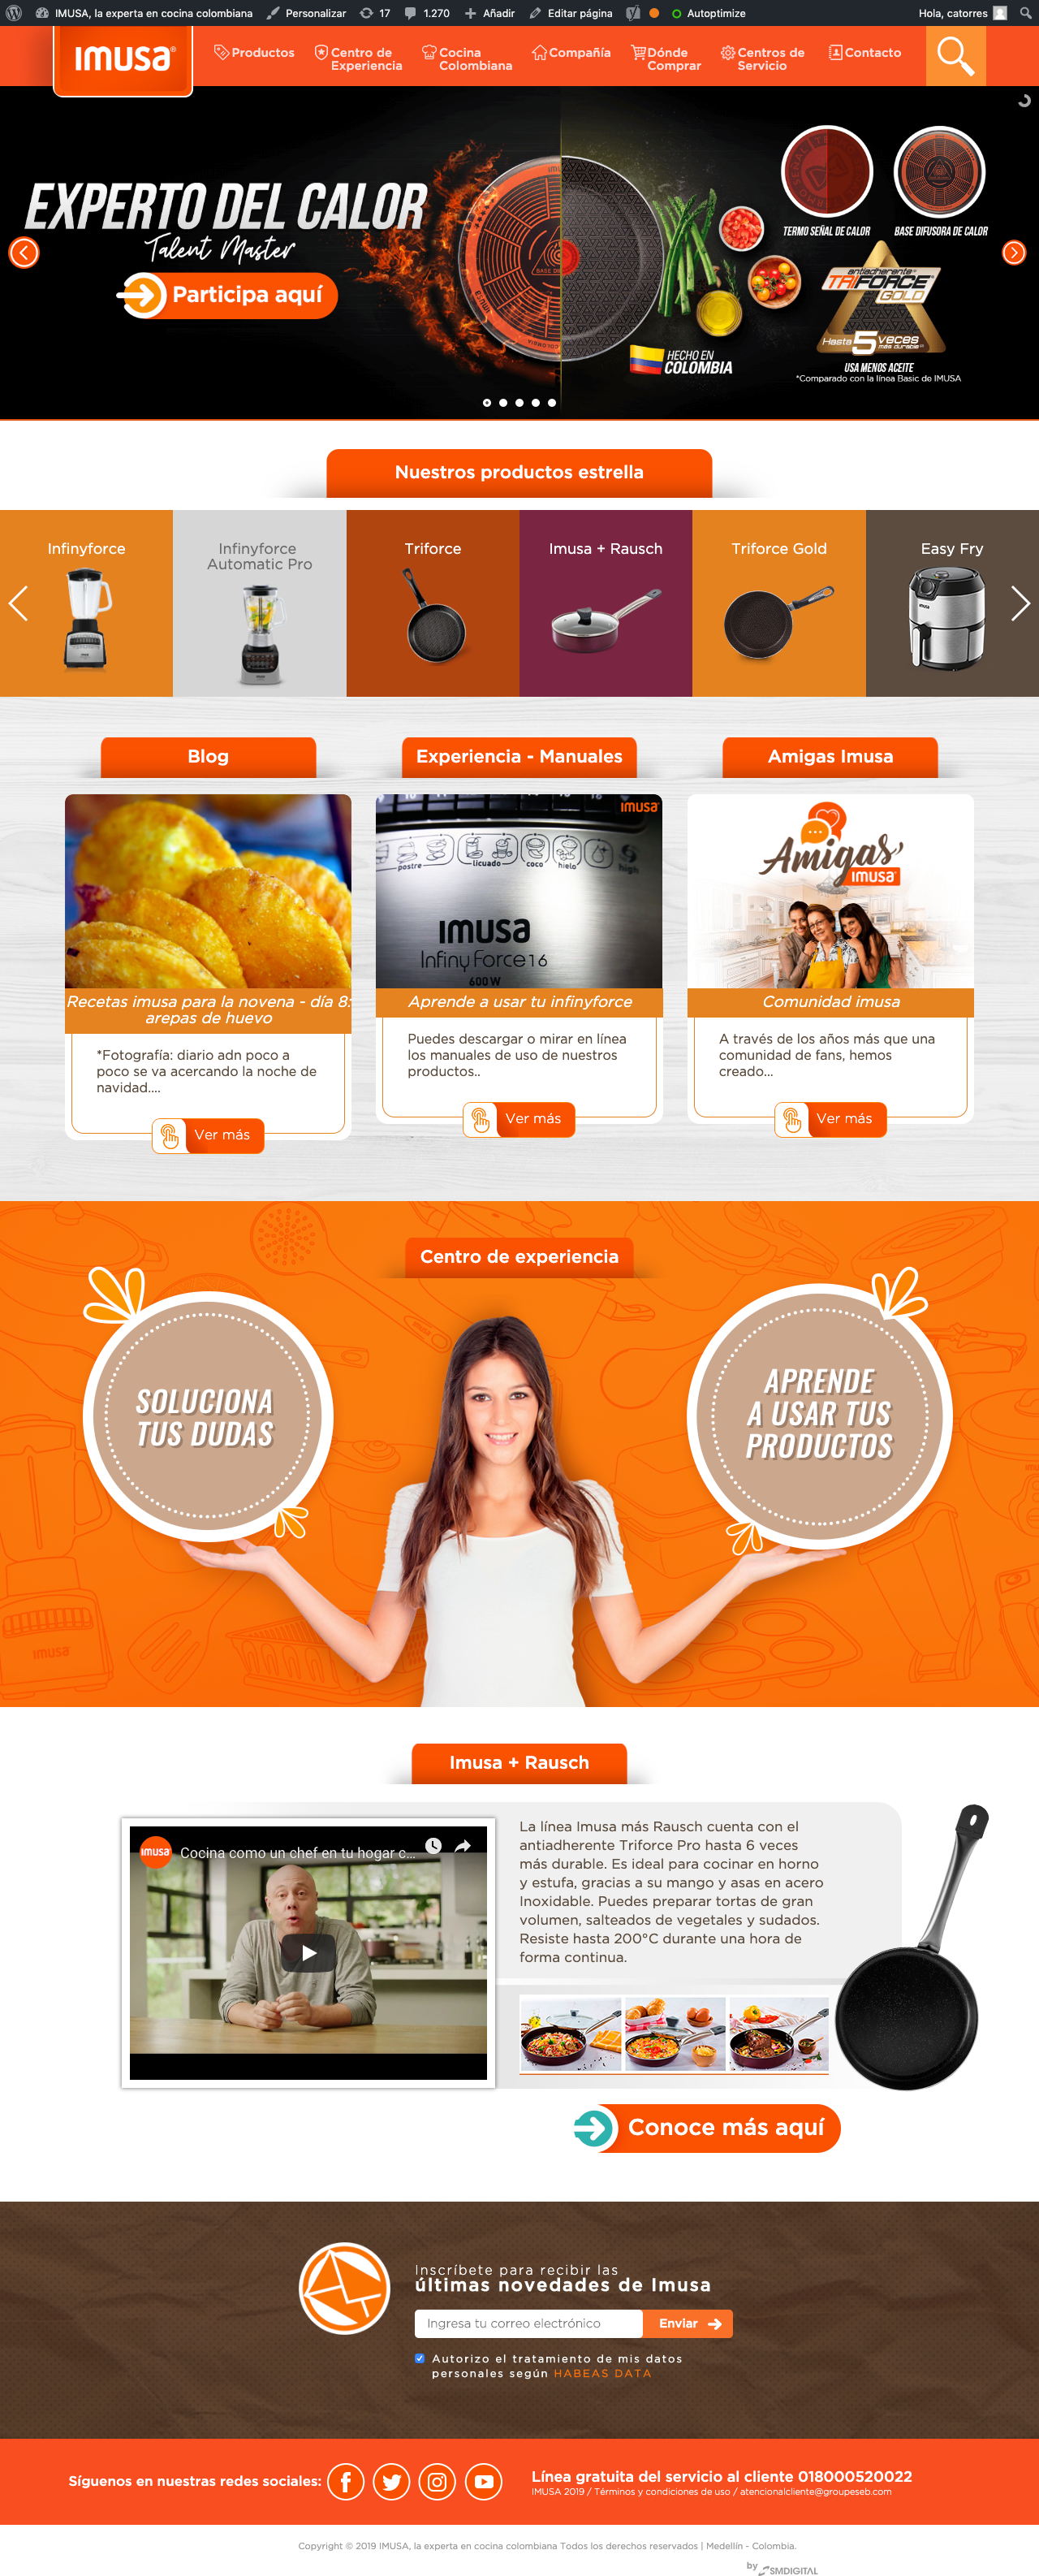 IMUSA, la experta en cocina colombiana Personalizar 17 1.270 Añadir Editar página Autoptimize Hola, catorres
imusa®
Productos
Centro de
Experiencia
Cocina
Colombiana
Compañía
Dónde
Comprar
Centros de
Servicio
Contacto
EXPERTO DEL CALOR
Talent Master
Participa aquí
TERMO SEÑAL DE CALOR
BASE DIFUSORA DE CALOR
antiadherente
TRIFORCE
GOLD
Hasta 5 VECES
más durable
USA MENOS ACEITE
*Comparado con la línea Basic de IMUSA
HECHO EN
COLOMBIA
Nuestros productos estrella
Infinyforce
Infinyforce
Automatic Pro
Triforce
Imusa + Rausch
Triforce Gold
Easy Fry
Blog
Experiencia - Manuales
Amigas Imusa
imusa
postre
licuado
coco
hielo
high
imusa
InfinyForce16
600W
Amigas
IMUSA
Recetas imusa para la novena - día 8:
arepas de huevo
*Fotografía: diario adn poco a
poco se va acercando la noche de
navidad....
Ver más
Aprende a usar tu infinyforce
Puedes descargar o mirar en línea
los manuales de uso de nuestros
productos..
Ver más
Comunidad imusa
A través de los años más que una
comunidad de fans, hemos
creado...
Ver más
Centro de experiencia
SOLUCIONA
TUS DUDAS
APRENDE
A USAR TUS
PRODUCTOS
imusa
Imusa + Rausch
imusa
Cocina como un chef en tu hogar c...
La línea Imusa más Rausch cuenta con el
antiadherente Triforce Pro hasta 6 veces
más durable. Es ideal para cocinar en horno
y estufa, gracias a su mango y asas en acero
Inoxidable. Puedes preparar tortas de gran
volumen, salteados de vegetales y sudados.
Resiste hasta 200°C durante una hora de
forma continua.
Conoce más aquí
Inscríbete para recibir las
últimas novedades de Imusa
Ingresa tu correo electrónico
Enviar
Autorizo el tratamiento de mis datos
personales según HABEAS DATA
Síguenos en nuestras redes sociales:
Línea gratuita del servicio al cliente 018000520022
IMUSA 2019 / Términos y condiciones de uso / atencionalcliente@groupeseb.com
Copyright © 2019 IMUSA, la experta en cocina colombiana Todos los derechos reservados | Medellín - Colombia.
by SMDIGITAL